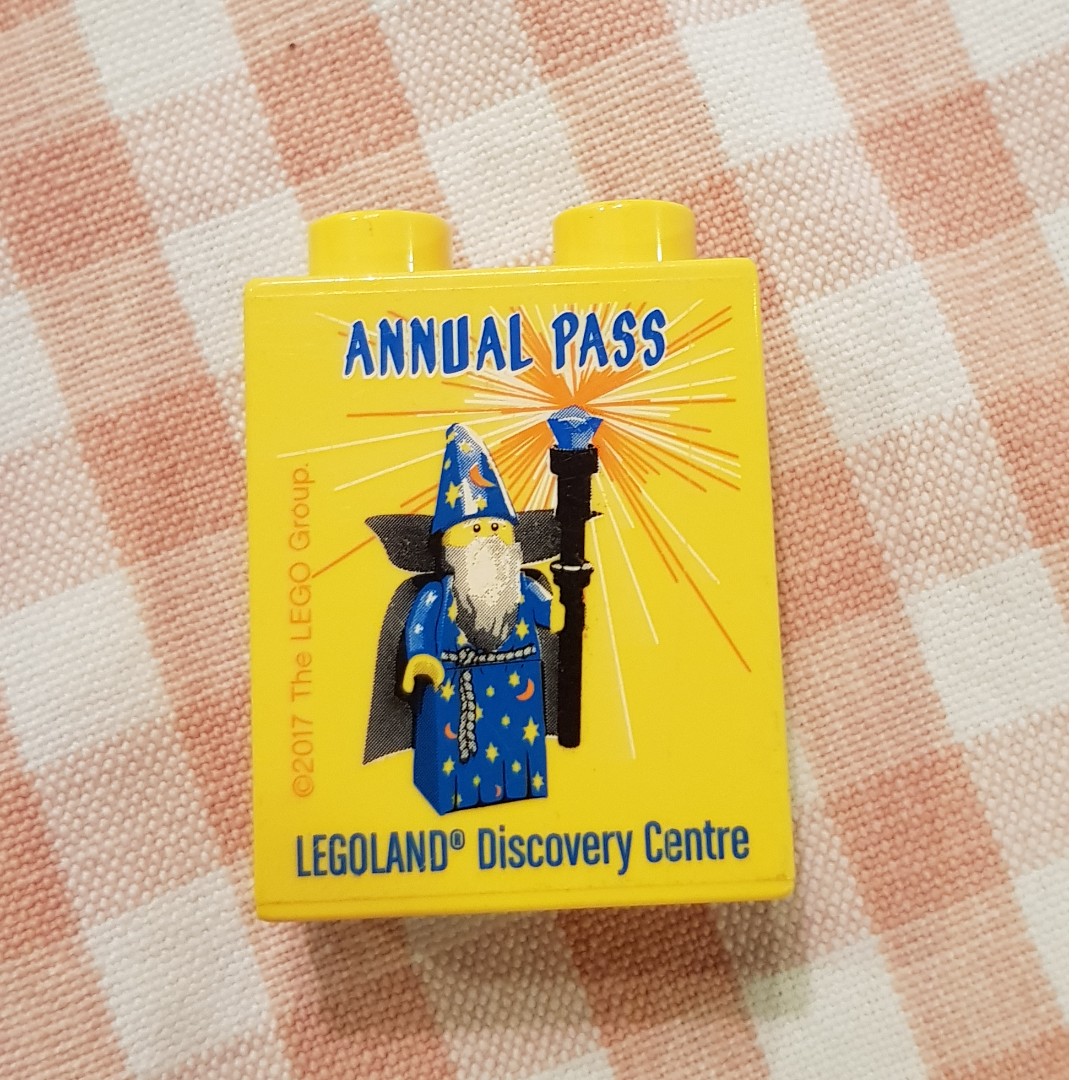 ANNUAL PASS
©2017 The LEGO Group.
LEGOLAND® Discovery Centre